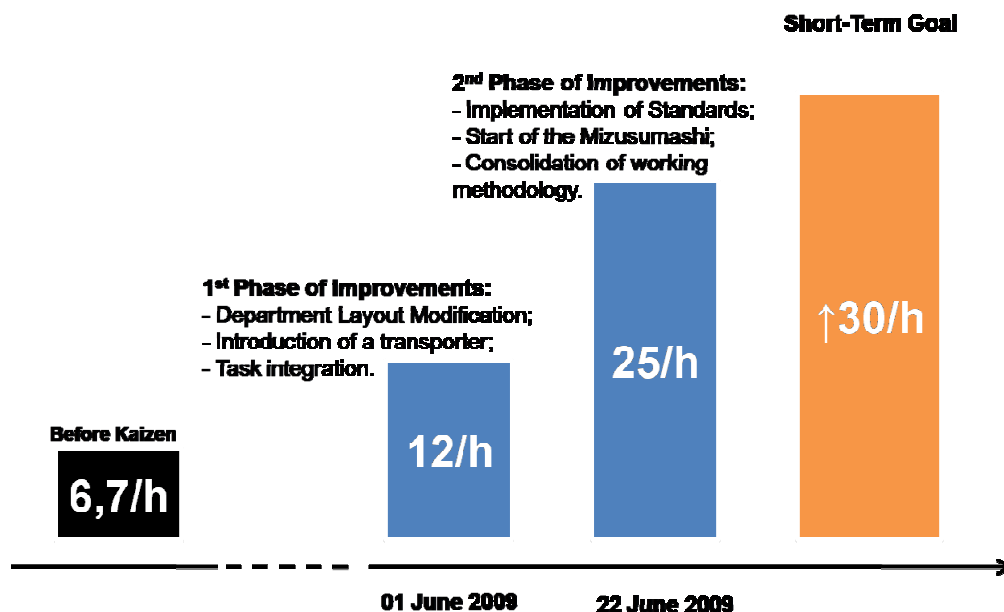 Short-Term Goal
2nd Phase of Improvements:
- Implementation of Standards;
- Start of the Mizusumashi;
- Consolidation of working
methodology.
1st Phase of Improvements:
- Department Layout Modification;
- Introduction of a transporter;
- Task integration.
Before Kaizen
6,7/h
12/h
25/h
↑30/h
01 June 2009
22 June 2009